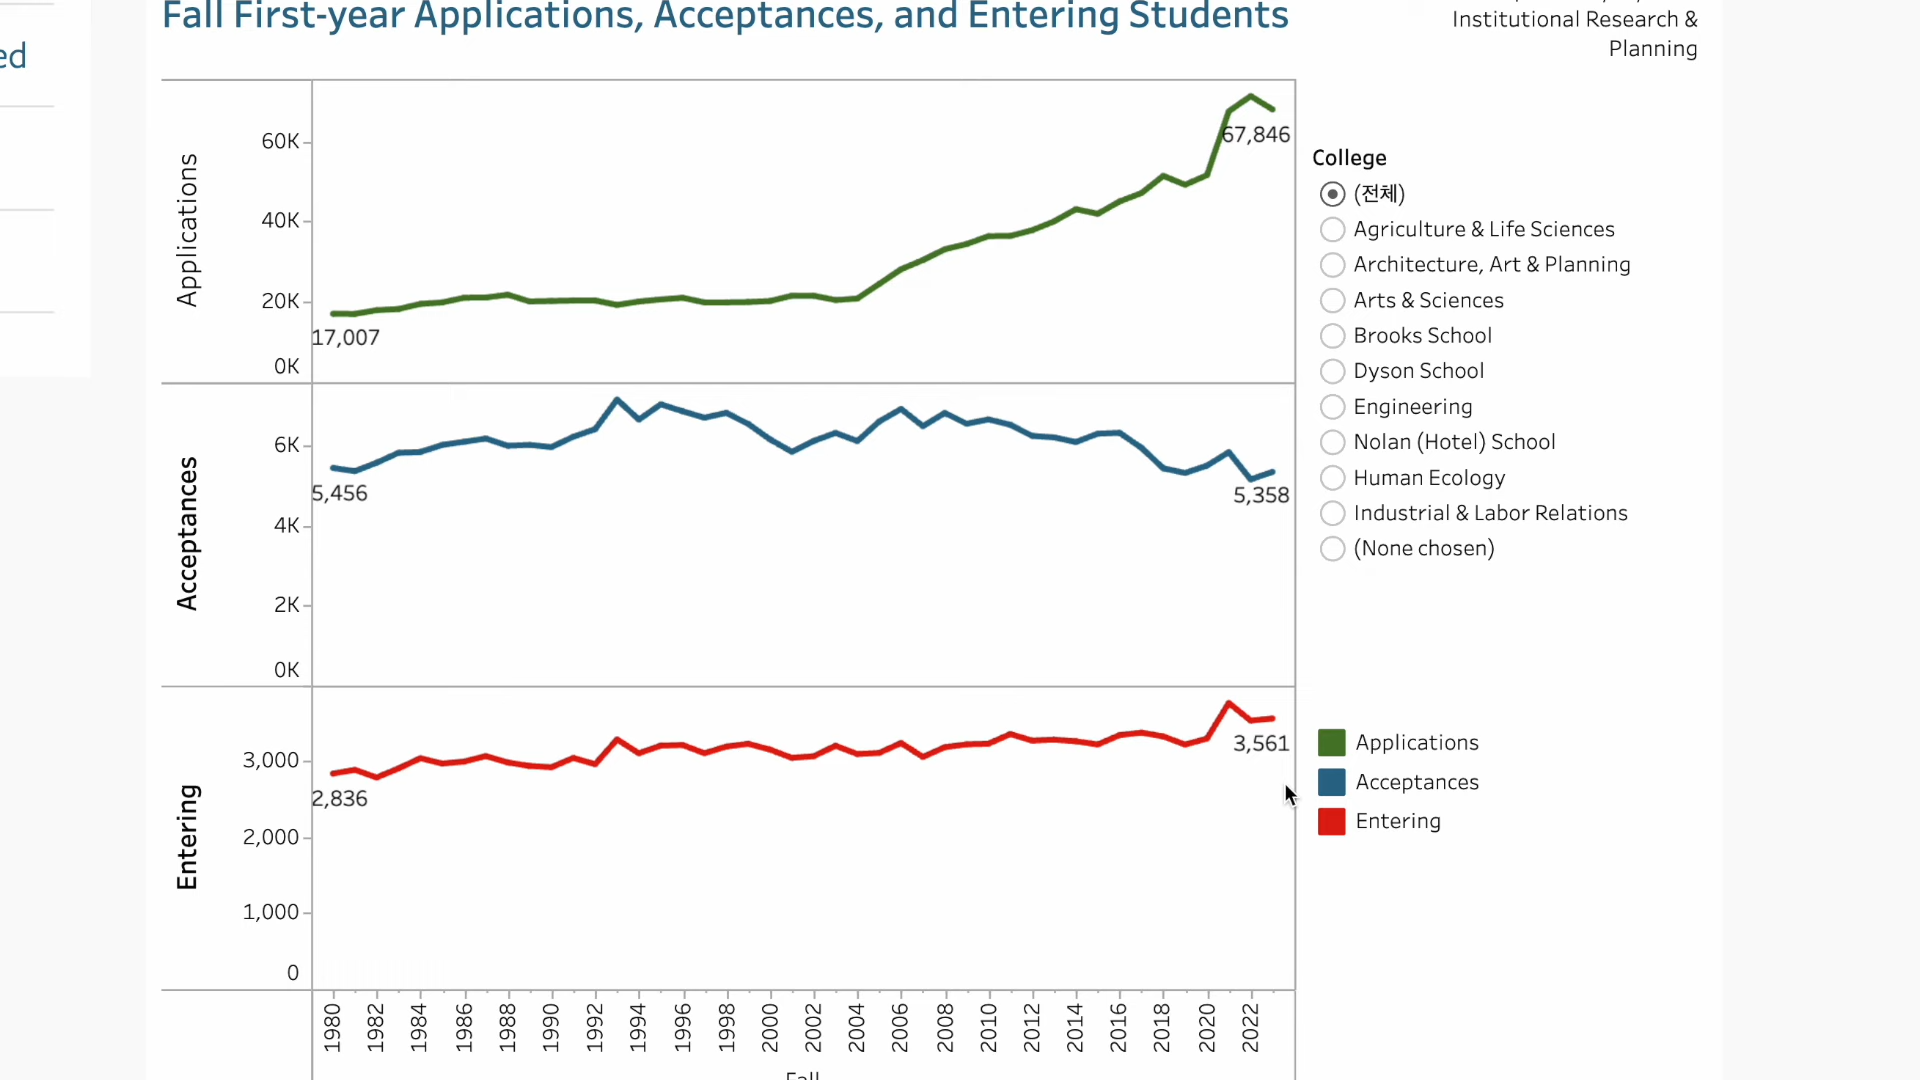 ed
Fall First-year Applications, Acceptances, and Entering Students
Institutional Research &
Planning
Applications
60K
40K
20K
0K
17,007
67,846
Acceptances
6K
4K
2K
0K
5,456
5,358
Entering
3,000
2,000
1,000
0
2,836
3,561
1980
1982
1984
1986
1988
1990
1992
1994
1996
1998
2000
2002
2004
2006
2008
2010
2012
2014
2016
2018
2020
2022
Fall
College
(전체)
Agriculture & Life Sciences
Architecture, Art & Planning
Arts & Sciences
Brooks School
Dyson School
Engineering
Nolan (Hotel) School
Human Ecology
Industrial & Labor Relations
(None chosen)
Applications
Acceptances
Entering